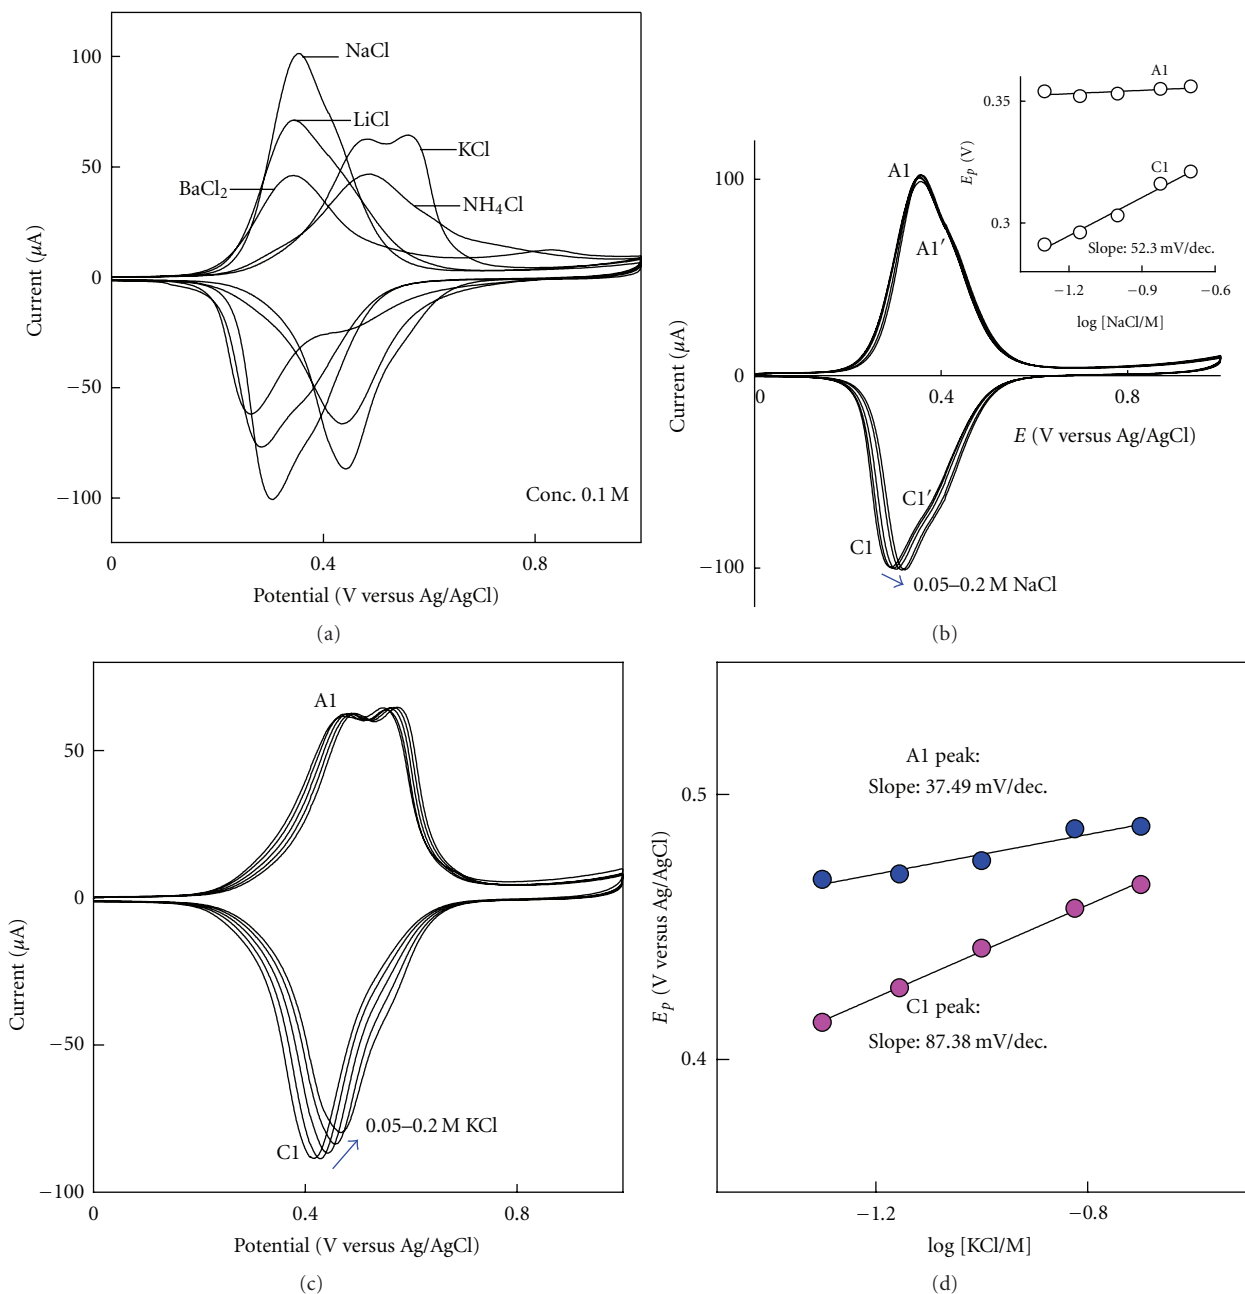 100
50
0
−50
−100
Current (μA)
NaCl
LiCl
KCl
BaCl2
NH4Cl
Conc. 0.1 M
0
0.4
0.8
Potential (V versus Ag/AgCl)
(a)
A1
0.35
Ep (V)
C1
0.3
Slope: 52.3 mV/dec.
−1.2
−0.9
−0.6
log [NaCl/M]
100
A1
A1′
50
Current (μA)
0
0
0.4
0.8
E (V versus Ag/AgCl)
−50
C1′
C1
−100
0.05–0.2 M NaCl
(b)
A1
50
0
Current (μA)
−50
0.05–0.2 M KCl
C1
−100
0
0.4
0.8
Potential (V versus Ag/AgCl)
(c)
A1 peak:
Slope: 37.49 mV/dec.
0.5
Ep (V versus Ag/AgCl)
C1 peak:
Slope: 87.38 mV/dec.
0.4
−1.2
−0.8
log [KCl/M]
(d)